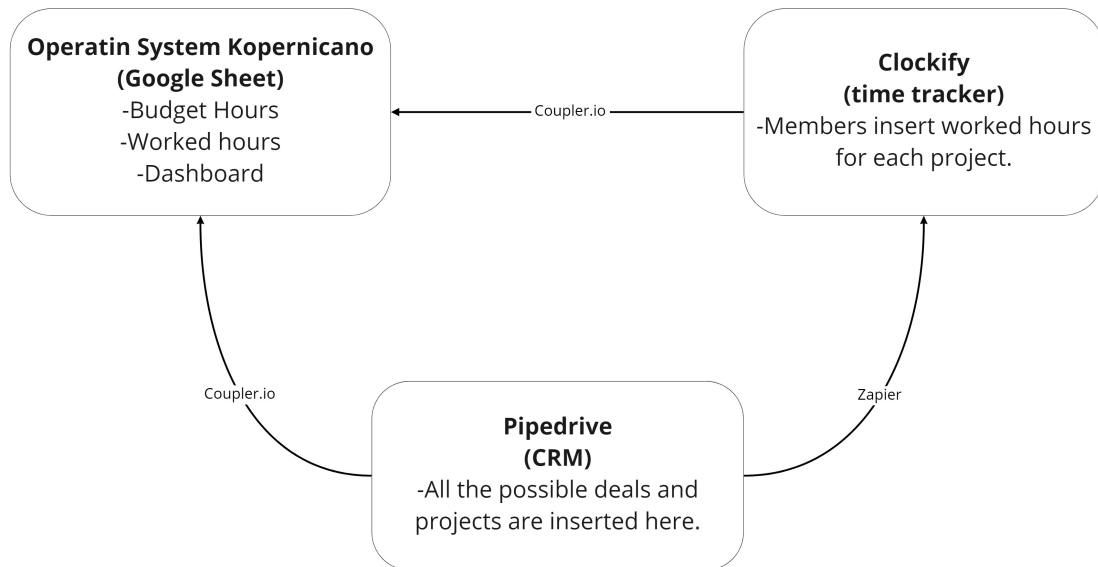 Operatin System Kopernicano
(Google Sheet)
-Budget Hours
-Worked hours
-Dashboard
Coupler.io
Clockify
(time tracker)
-Members insert worked hours
for each project.
Coupler.io
Zapier
Pipedrive
(CRM)
-All the possible deals and
projects are inserted here.